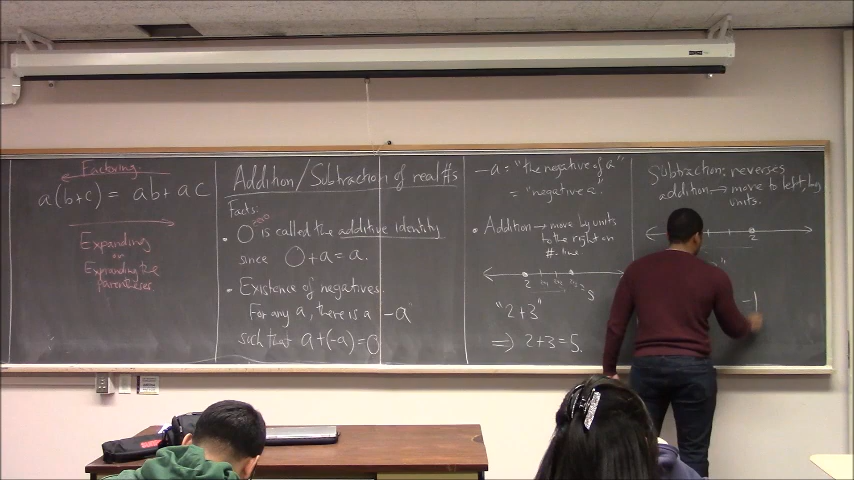 Factoring
a(b+c) = ab+ac
Expanding
or
Expanding the
parentheses
Addition/Subtraction of real #s
Facts:
• 0 is called the additive identity
since 0+a=a.
• Existence of negatives.
For any a, there is a -a
such that a+(-a)=0
-a = "the negative of a"
= "negative a.
• Addition → move by units
to the right on
#-line
2
5
"2+3"
⇒ 2+3=5.
Subtraction: reverses
addition → move to left, by
units.
2
-1